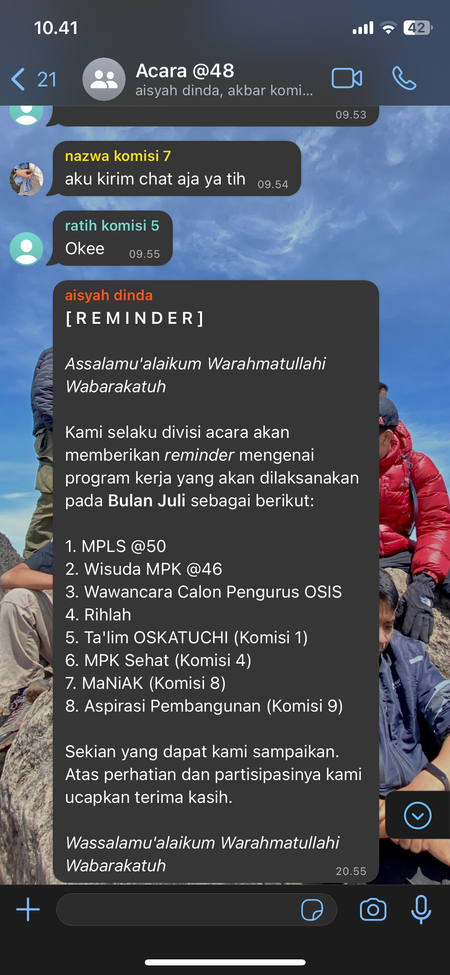 10.41
42
21
Acara @48
aisyah dinda, akbar komi...
09.53
nazwa komisi 7
aku kirim chat aja ya tih
09.54
ratih komisi 5
Okee
09.55
aisyah dinda
[ R E M I N D E R ]
Assalamu'alaikum Warahmatullahi
Wabarakatuh
Kami selaku divisi acara akan
memberikan reminder mengenai
program kerja yang akan dilaksanakan
pada Bulan Juli sebagai berikut:
1. MPLS @50
2. Wisuda MPK @46
3. Wawancara Calon Pengurus OSIS
4. Rihlah
5. Ta'lim OSKATUCHI (Komisi 1)
6. MPK Sehat (Komisi 4)
7. MaNiAK (Komisi 8)
8. Aspirasi Pembangunan (Komisi 9)
Sekian yang dapat kami sampaikan.
Atas perhatian dan partisipasinya kami
ucapkan terima kasih.
Wassalamu'alaikum Warahmatullahi
Wabarakatuh
20.55